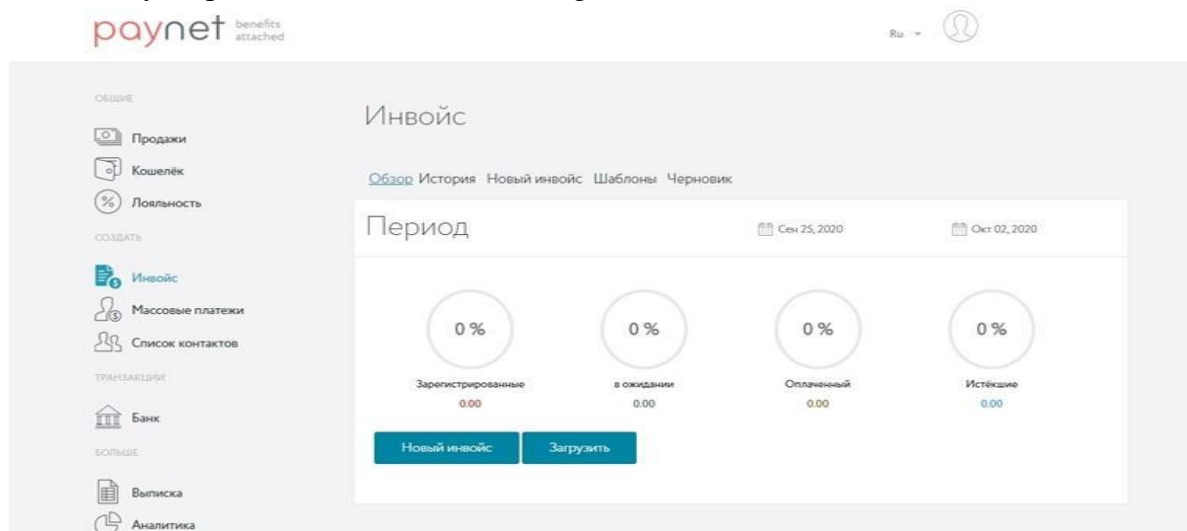 paynet benefits attached
Ru
ОБЩИЕ
Продажи
Кошелёк
Лояльность
СОЗДАТЬ
Инвойс
Массовые платежи
Список контактов
ТРАНЗАКЦИИ
Банк
БОЛЬШЕ
Выписка
Аналитика
Инвойс
Обзор История Новый инвойс Шаблоны Черновик
Период Сен 25, 2020 Окт 02, 2020
0 % 0 % 0 % 0 %
Зарегистрированные в ожидании Оплаченный Истёкшие
0.00 0.00 0.00 0.00
Новый инвойс Загрузить